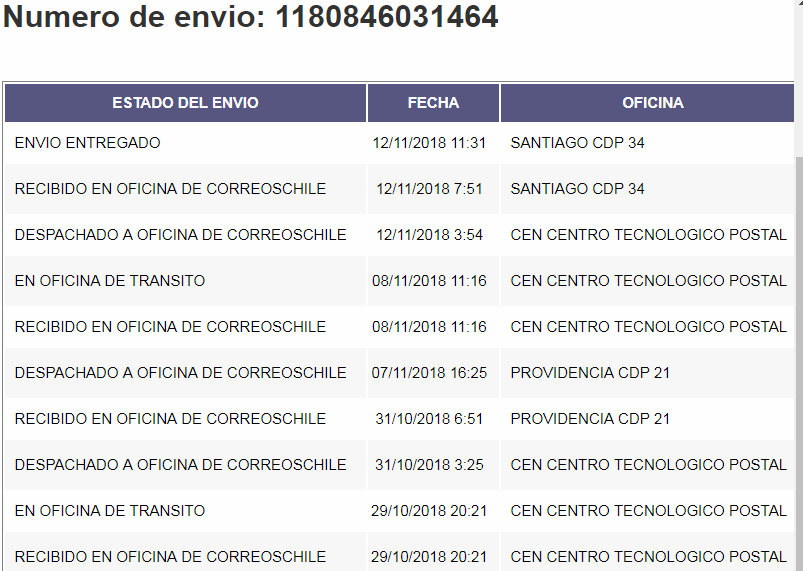 Numero de envio: 1180846031464
ESTADO DEL ENVIO FECHA OFICINA
ENVIO ENTREGADO 12/11/2018 11:31 SANTIAGO CDP 34
RECIBIDO EN OFICINA DE CORREOSCHILE 12/11/2018 7:51 SANTIAGO CDP 34
DESPACHADO A OFICINA DE CORREOSCHILE 12/11/2018 3:54 CEN CENTRO TECNOLOGICO POSTAL
EN OFICINA DE TRANSITO 08/11/2018 11:16 CEN CENTRO TECNOLOGICO POSTAL
RECIBIDO EN OFICINA DE CORREOSCHILE 08/11/2018 11:16 CEN CENTRO TECNOLOGICO POSTAL
DESPACHADO A OFICINA DE CORREOSCHILE 07/11/2018 16:25 PROVIDENCIA CDP 21
RECIBIDO EN OFICINA DE CORREOSCHILE 31/10/2018 6:51 PROVIDENCIA CDP 21
DESPACHADO A OFICINA DE CORREOSCHILE 31/10/2018 3:25 CEN CENTRO TECNOLOGICO POSTAL
EN OFICINA DE TRANSITO 29/10/2018 20:21 CEN CENTRO TECNOLOGICO POSTAL
RECIBIDO EN OFICINA DE CORREOSCHILE 29/10/2018 20:21 CEN CENTRO TECNOLOGICO POSTAL